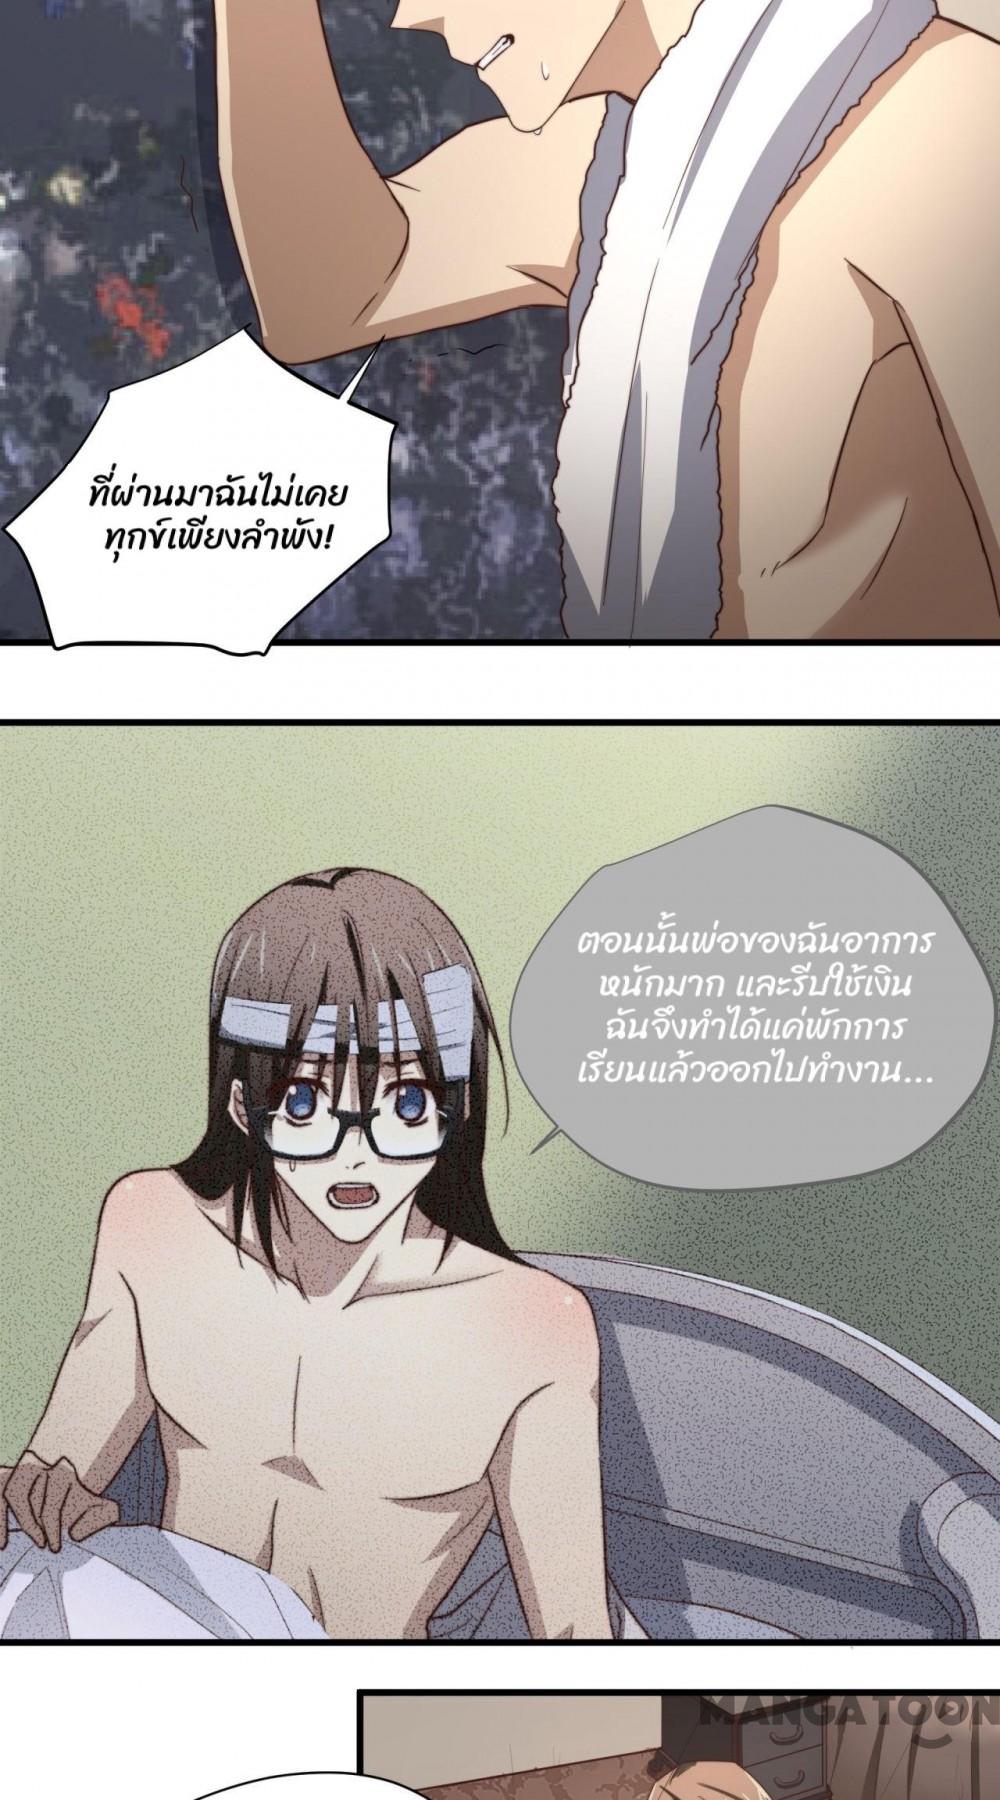 ที่ผ่านมาฉันไม่เคย
ทุกข์เพียงลำพัง!
ตอนนั้นพ่อของฉันอาการ
หนักมาก และรีบใช้เงิน
ฉันจึงทำได้แค่พักการ
เรียนแล้วออกไปทำงาน...
MANGATOON